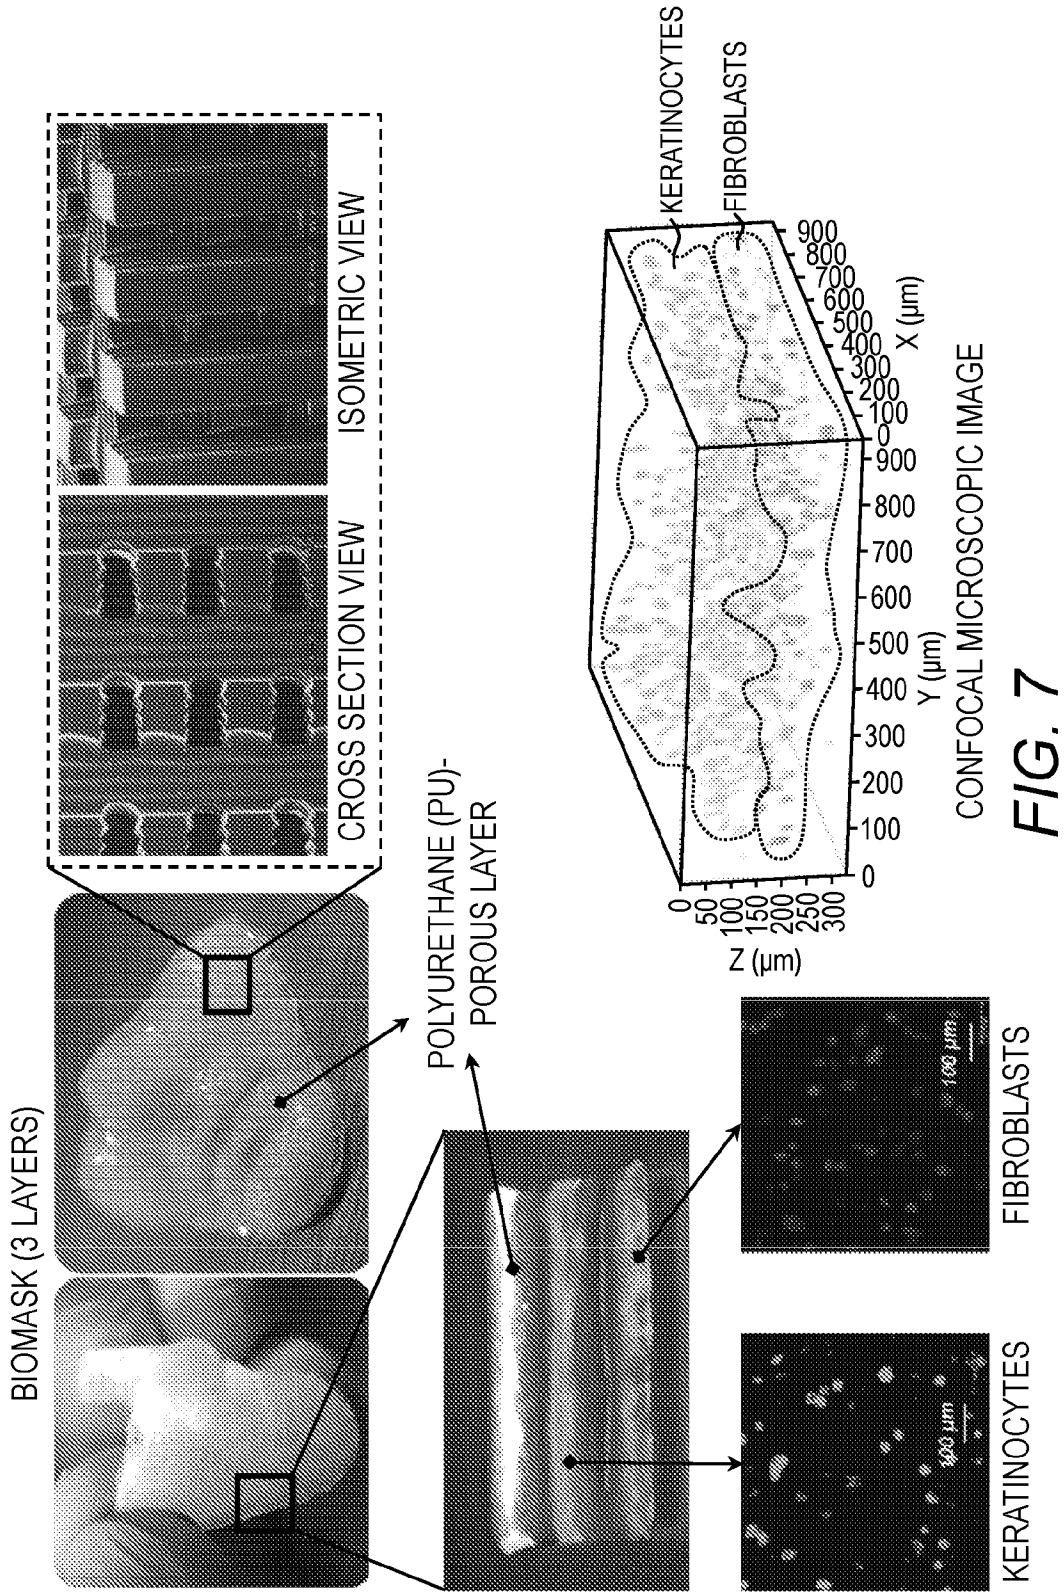 BIOMASK (3 LAYERS)
CROSS SECTION VIEW
ISOMETRIC VIEW
POLYURETHANE (PU)-
POROUS LAYER
100 µm
KERATINOCYTES
100 µm
FIBROBLASTS
KERATINOCYTES
FIBROBLASTS
Z (µm)
0
50
100
150
200
250
300
0
100
200
300
400
500
600
700
800
900
Y (µm)
0
100
200
300
400
500
600
700
800
900
X (µm)
CONFOCAL MICROSCOPIC IMAGE
FIG. 7